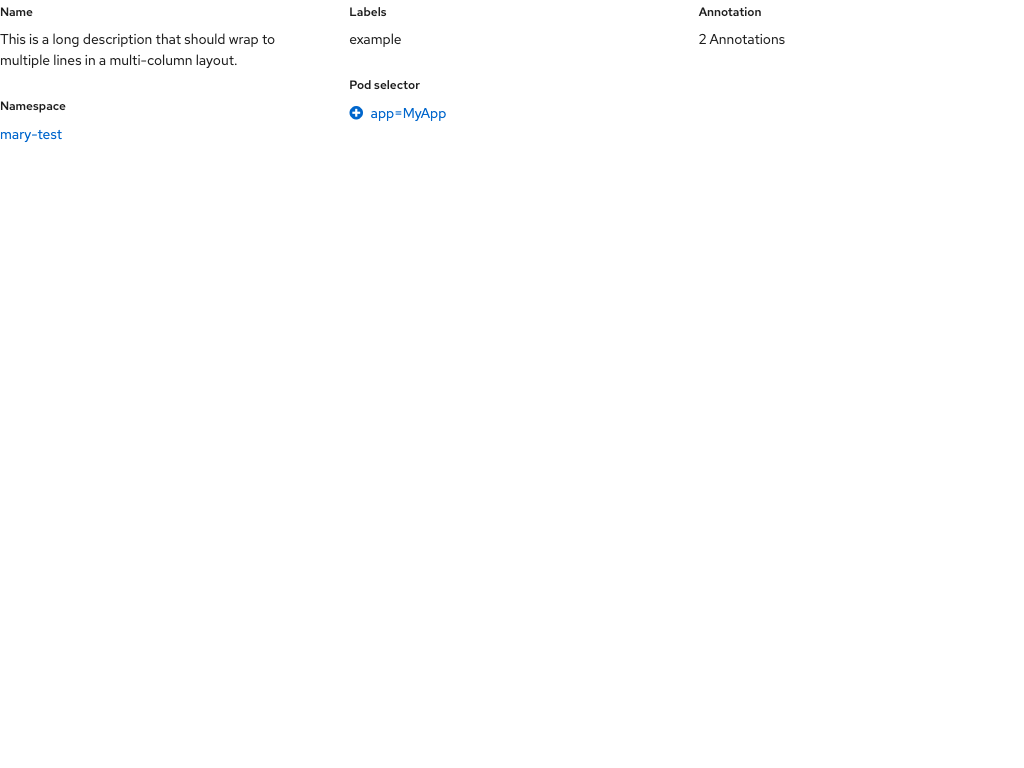 Name
This is a long description that should wrap to
multiple lines in a multi-column layout.
Namespace
mary-test
Labels
example
Pod selector
app=MyApp
Annotation
2 Annotations